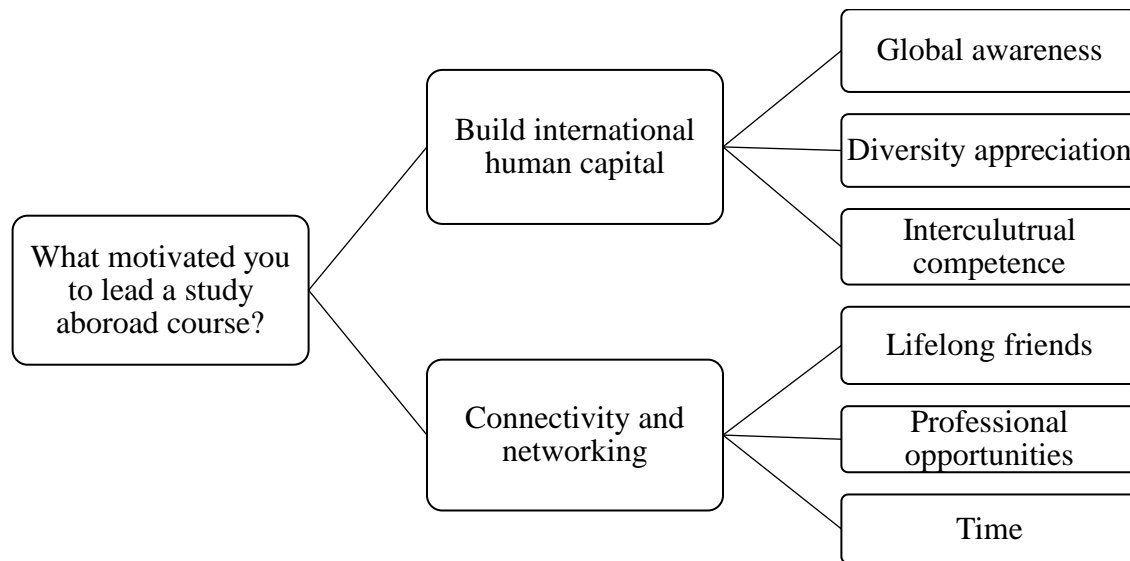 What motivated you
to lead a study
aboroad course?
Build international
human capital
Global awareness
Diversity appreciation
Interculutrual
competence
Connectivity and
networking
Lifelong friends
Professional
opportunities
Time